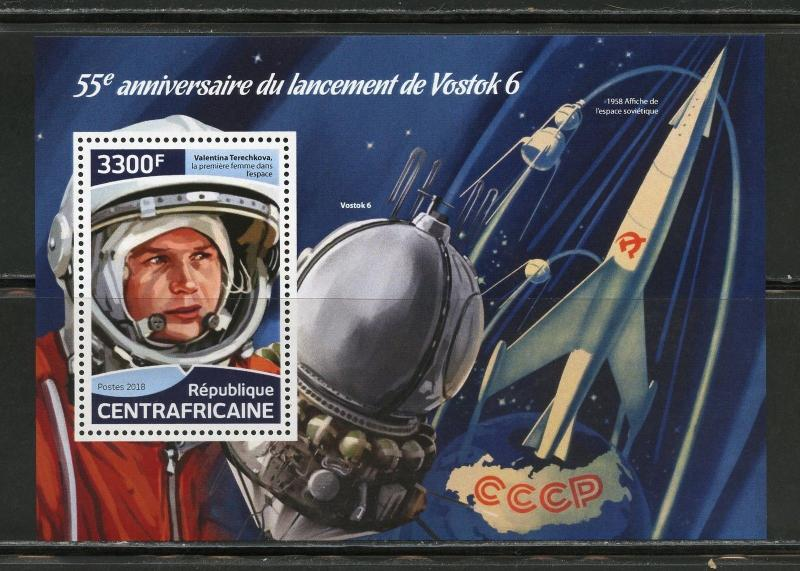 55e anniversaire du lancement de Vostok 6
1958 Affiche de
l'espace soviétique
3300F
Valentina Terechkova,
la première femme dans
l'espace
Vostok 6
Postes 2018
République
CENTRAFRICAINE
СССР